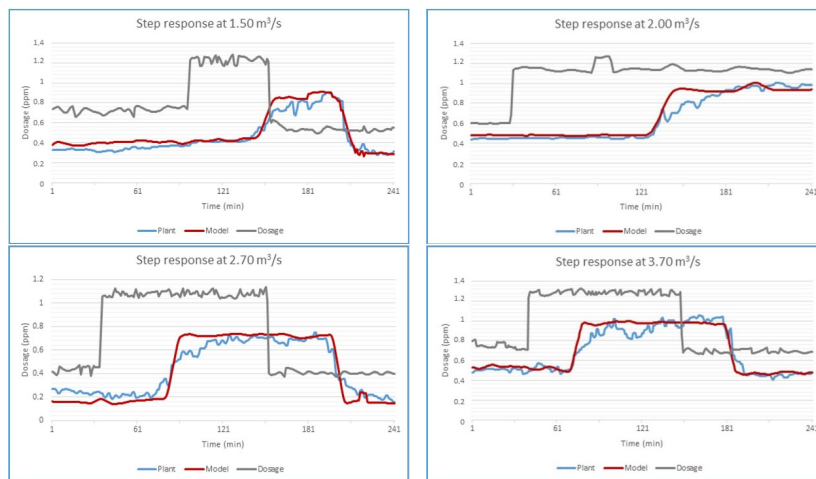 Step response at 1.50 m³/s
1.4
1.2
1
0.8
0.6
0.4
0.2
0
Dosage (ppm)
1 61 121 181 241
Time (min)
Plant Model Dosage
Step response at 2.00 m³/s
1.4
1.2
1
0.8
0.6
0.4
0.2
0
Dosage (ppm)
1 61 121 181 241
Time (min)
Plant Model Dosage
Step response at 2.70 m³/s
1.2
1
0.8
0.6
0.4
0.2
0
Dosage (ppm)
1 61 121 181 241
Time (min)
Plant Model Dosage
Step response at 3.70 m³/s
1.4
1.2
1
0.8
0.6
0.4
0.2
0
Dosage (ppm)
1 61 121 181 241
Time (min)
Plant Model Dosage